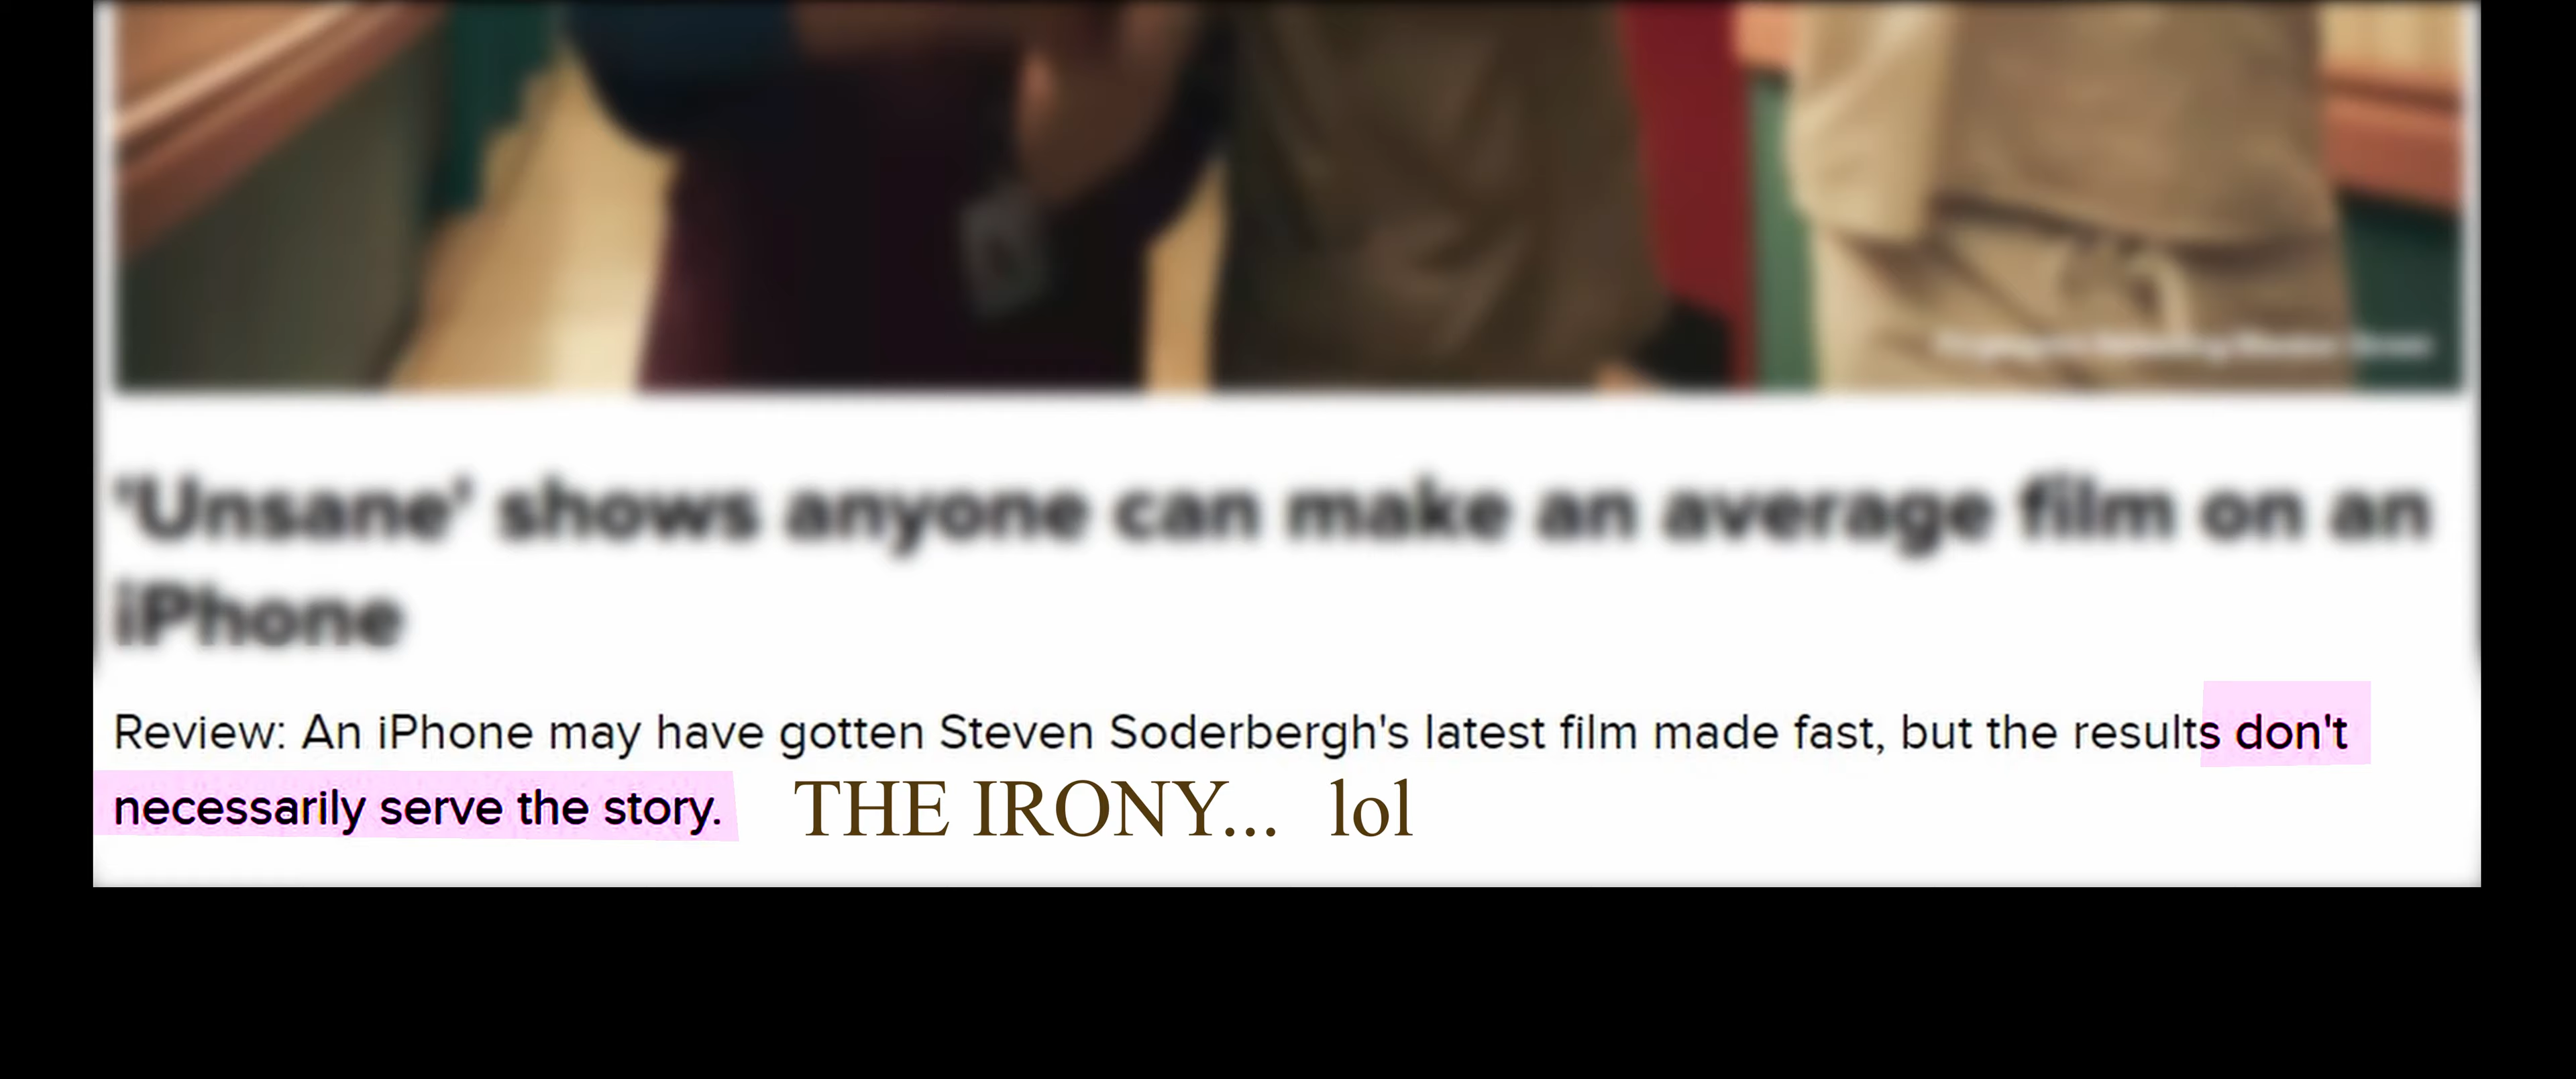 'Unsane' shows anyone can make an average film on an
iPhone
Review: An iPhone may have gotten Steven Soderbergh's latest film made fast, but the results don't
necessarily serve the story. THE IRONY... lol